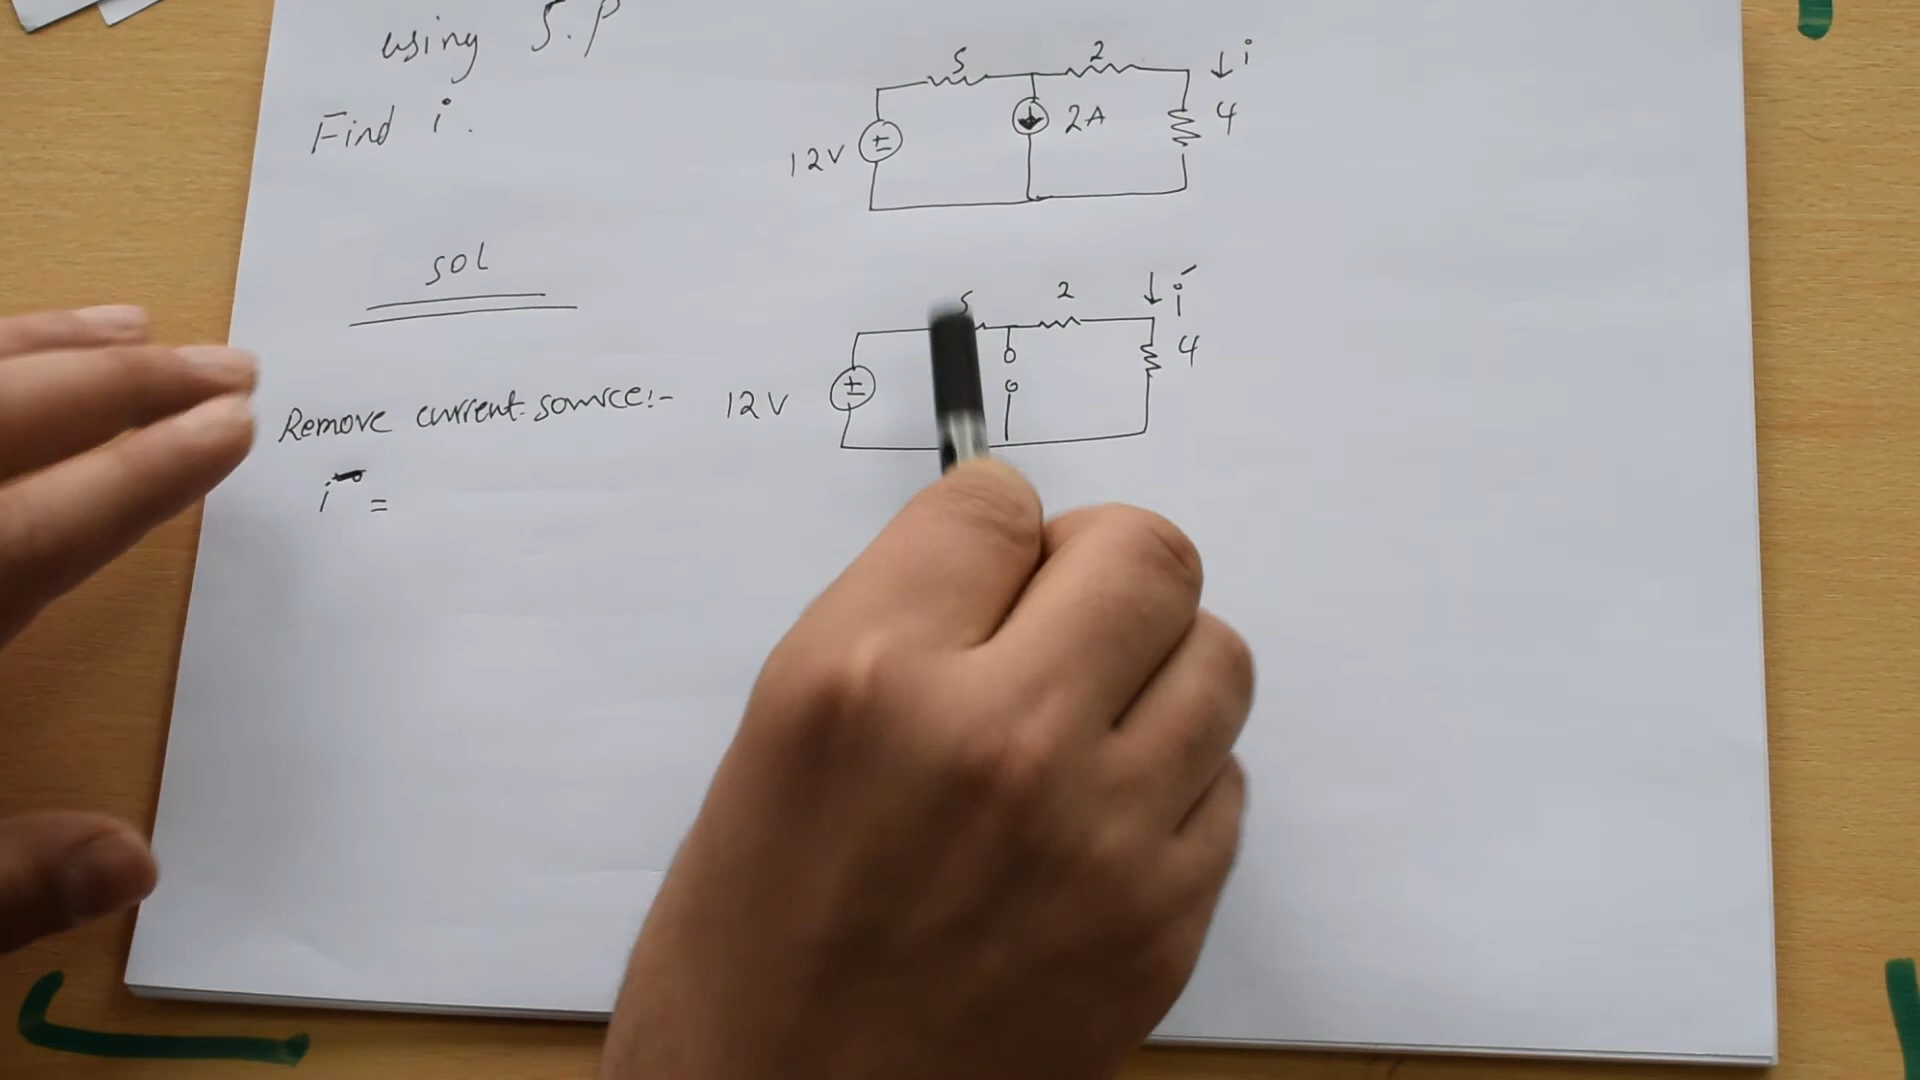 using S.P
Find i.
5
2
↓ i
12V
±
2A
4
sol
5
2
↓ i′
4
Remove current source:-
12V
±
i =